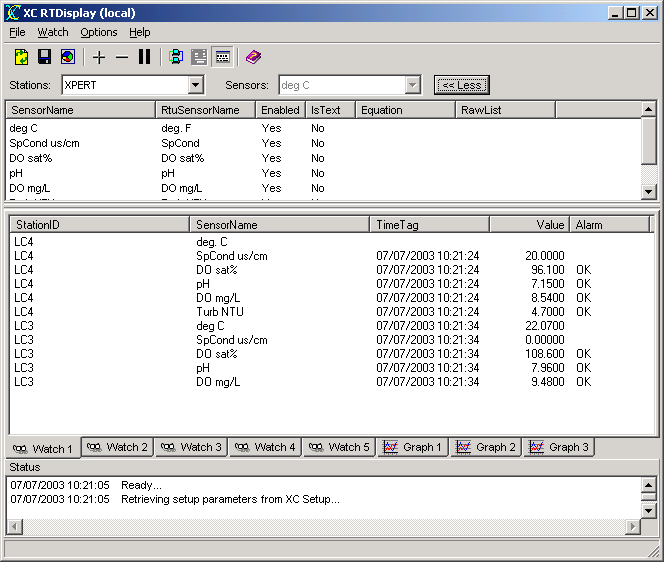 XC RTDisplay (local)
File Watch Options Help
Stations: XPERT Sensors: deg C << Less
SensorName RtuSensorName Enabled IsText Equation RawList
deg C deg. F Yes No
SpCond us/cm SpCond Yes No
DO sat% DO sat% Yes No
pH pH Yes No
DO mg/L DO mg/L Yes No
StationID SensorName TimeTag Value Alarm
LC4 deg. C
LC4 SpCond us/cm 07/07/2003 10:21:24 20.0000
LC4 DO sat% 07/07/2003 10:21:24 96.100 OK
LC4 pH 07/07/2003 10:21:24 7.1500 OK
LC4 DO mg/L 07/07/2003 10:21:24 8.5400 OK
LC4 Turb NTU 07/07/2003 10:21:24 4.7000 OK
LC3 deg C 07/07/2003 10:21:34 22.0700
LC3 SpCond us/cm 07/07/2003 10:21:34 0.00000
LC3 DO sat% 07/07/2003 10:21:34 108.600 OK
LC3 pH 07/07/2003 10:21:34 7.9600 OK
LC3 DO mg/L 07/07/2003 10:21:34 9.4800 OK
Watch 1 Watch 2 Watch 3 Watch 4 Watch 5 Graph 1 Graph 2 Graph 3
Status
07/07/2003 10:21:05 Ready...
07/07/2003 10:21:05 Retrieving setup parameters from XC Setup...